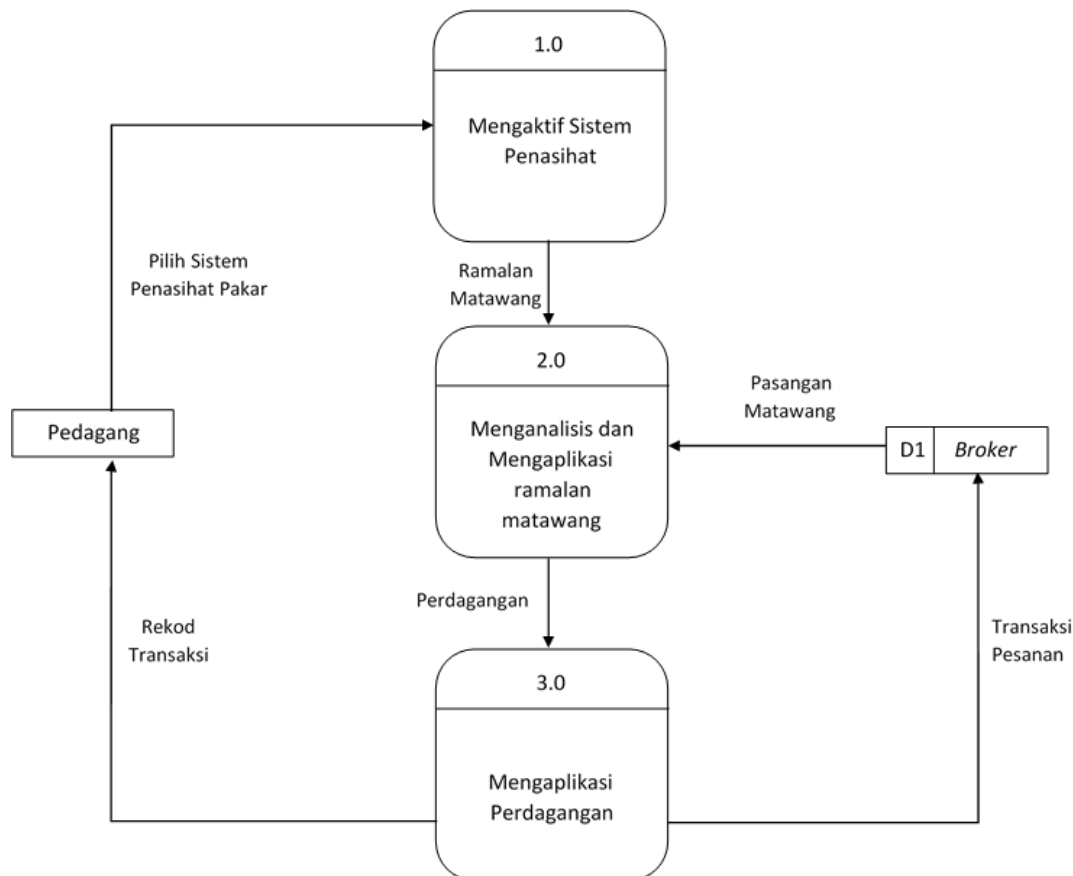 1.0
Mengaktif Sistem
Penasihat
Pilih Sistem
Penasihat Pakar
Ramalan
Matawang
2.0
Menganalisis dan
Mengaplikasi
ramalan
matawang
Pasangan
Matawang
Pedagang
D1 Broker
Perdagangan
Rekod
Transaksi
Transaksi
Pesanan
3.0
Mengaplikasi
Perdagangan